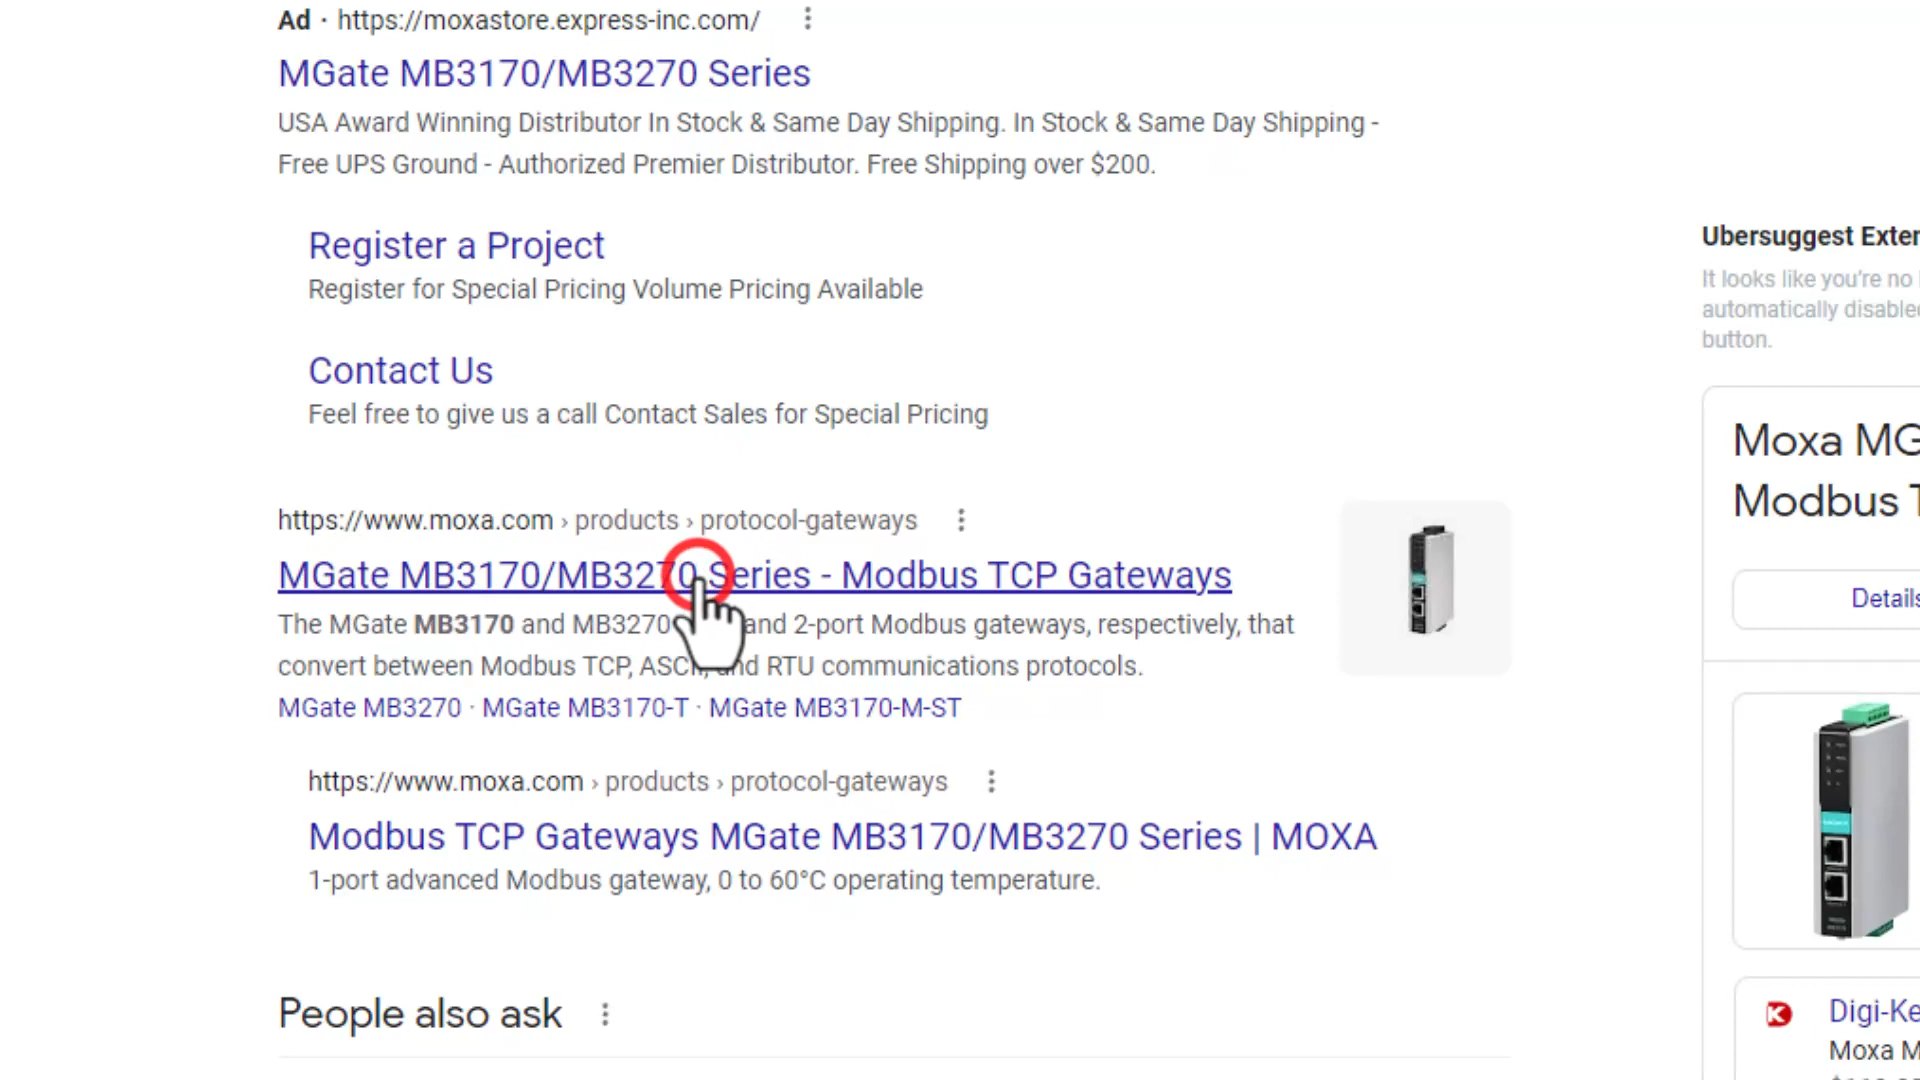 Ad · https://moxastore.express-inc.com/
MGate MB3170/MB3270 Series
USA Award Winning Distributor In Stock & Same Day Shipping. In Stock & Same Day Shipping -
Free UPS Ground - Authorized Premier Distributor. Free Shipping over $200.
Register a Project
Register for Special Pricing Volume Pricing Available
Contact Us
Feel free to give us a call Contact Sales for Special Pricing
https://www.moxa.com › products › protocol-gateways
MGate MB3170/MB3270 Series - Modbus TCP Gateways
The MGate MB3170 and MB3270 and 2-port Modbus gateways, respectively, that
convert between Modbus TCP, ASCII, and RTU communications protocols.
MGate MB3270 · MGate MB3170-T · MGate MB3170-M-ST
https://www.moxa.com › products › protocol-gateways
Modbus TCP Gateways MGate MB3170/MB3270 Series | MOXA
1-port advanced Modbus gateway, 0 to 60°C operating temperature.
People also ask
Ubersuggest Exter
It looks like you're no
automatically disable
button.
Moxa MG
Modbus T
Details
Digi-Ke
Moxa M